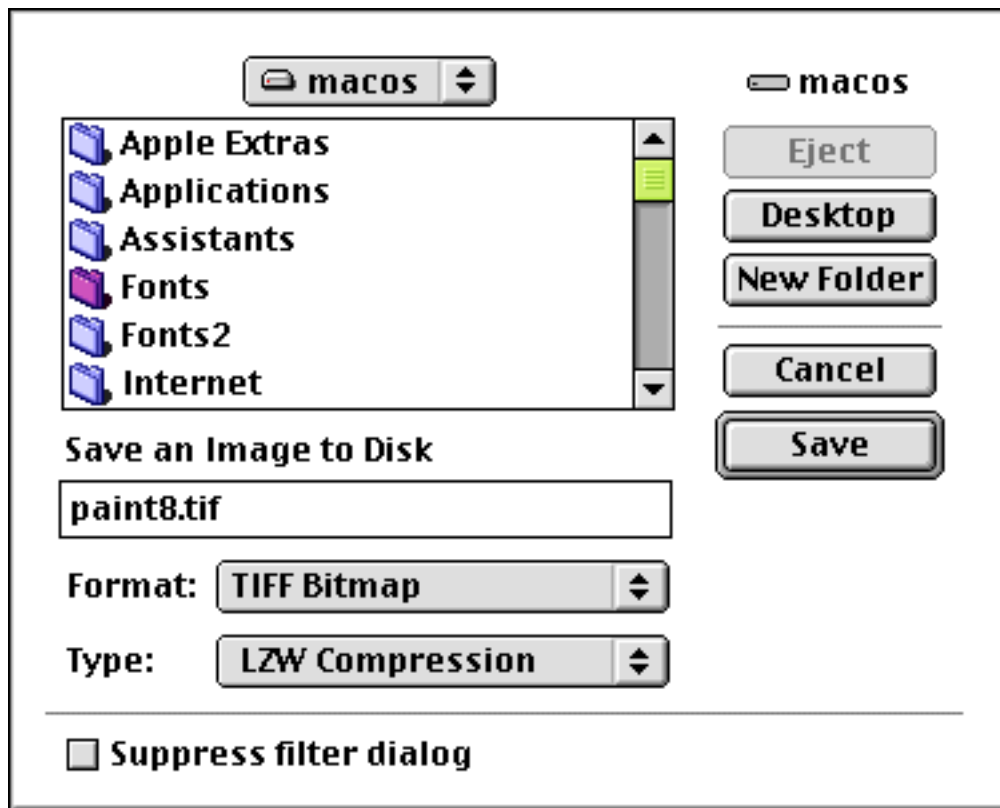 macos
macos
Apple Extras
Applications
Assistants
Fonts
Fonts2
Internet
Eject
Desktop
New Folder
Cancel
Save
Save an Image to Disk
paint8.tif
Format: TIFF Bitmap
Type: LZW Compression
Suppress filter dialog